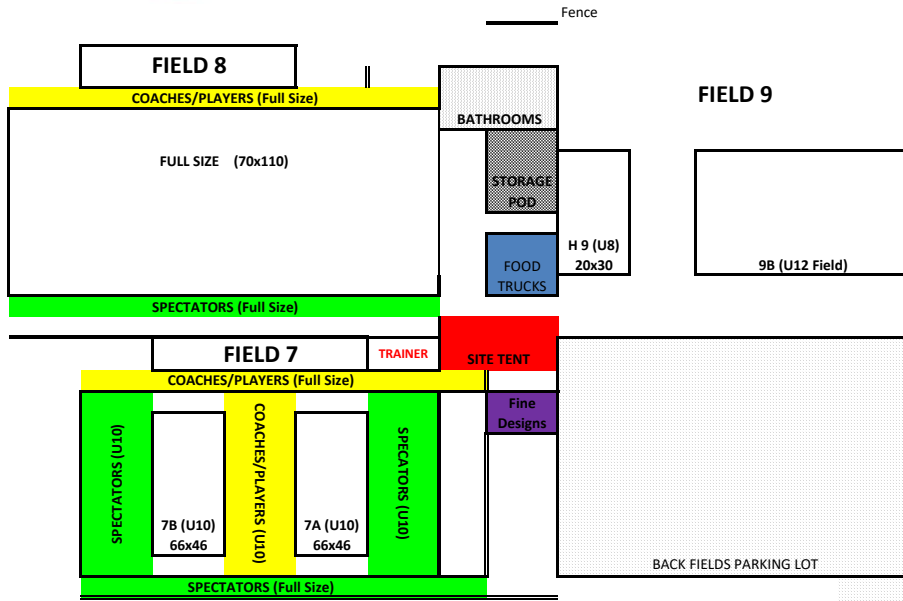 Fence
FIELD 8
COACHES/PLAYERS (Full Size)
FIELD 9
BATHROOMS
FULL SIZE (70x110)
STORAGE
POD
H 9 (U8)
20x30
9B (U12 Field)
FOOD
TRUCKS
SPECTATORS (Full Size)
FIELD 7
TRAINER
SITE TENT
COACHES/PLAYERS (Full Size)
Fine
Designs
SPECTATORS (U10)
7B (U10)
66x46
COACHES/PLAYERS (U10)
7A (U10)
66x46
SPECATORS (U10)
BACK FIELDS PARKING LOT
SPECTATORS (Full Size)